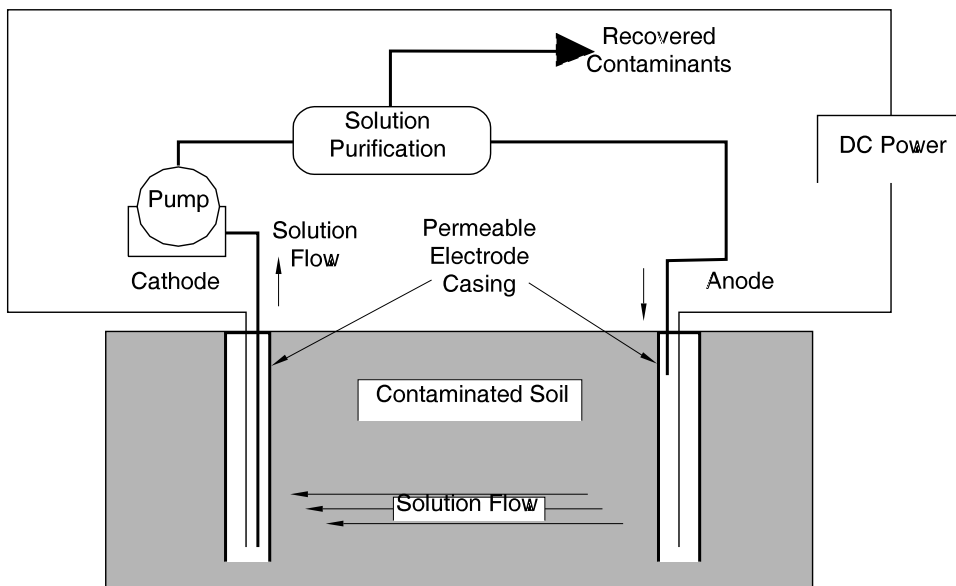 Recovered
Contaminants
Solution
Purification
DC Power
Pump
Solution
Flow
Permeable
Electrode
Casing
Cathode
Anode
Contaminated Soil
Solution Flow